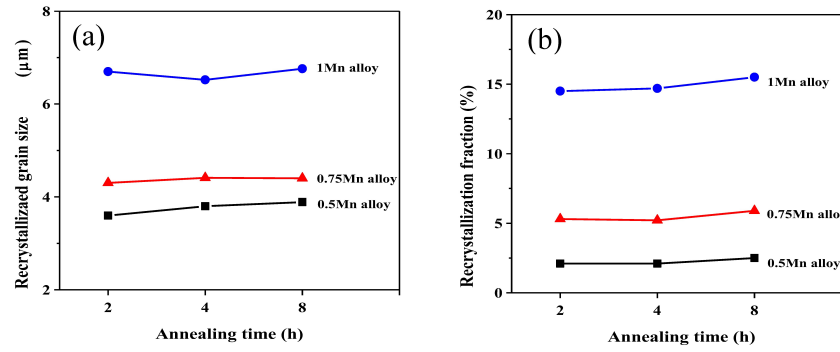 (a)
Recrystallizaed grain size (µm)
8
6
4
2
1Mn alloy
0.75Mn alloy
0.5Mn alloy
2 4 8
Annealing time (h)
(b)
Recrystallization fraction (%)
20
15
10
5
0
1Mn alloy
0.75Mn allo
0.5Mn alloy
2 4 8
Annealing time (h)